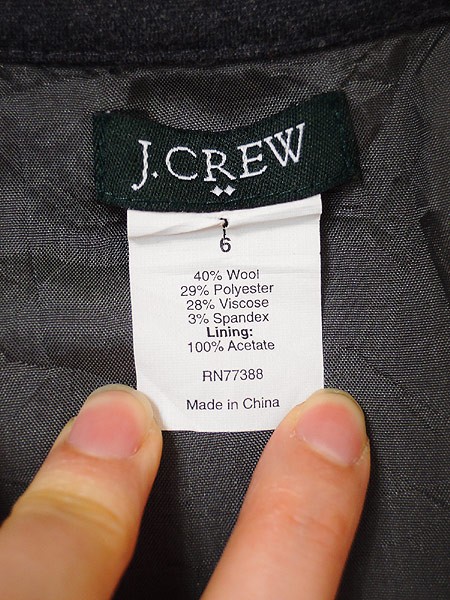 J.CREW
6
40% Wool
29% Polyester
28% Viscose
3% Spandex
Lining:
100% Acetate
RN77388
Made in China